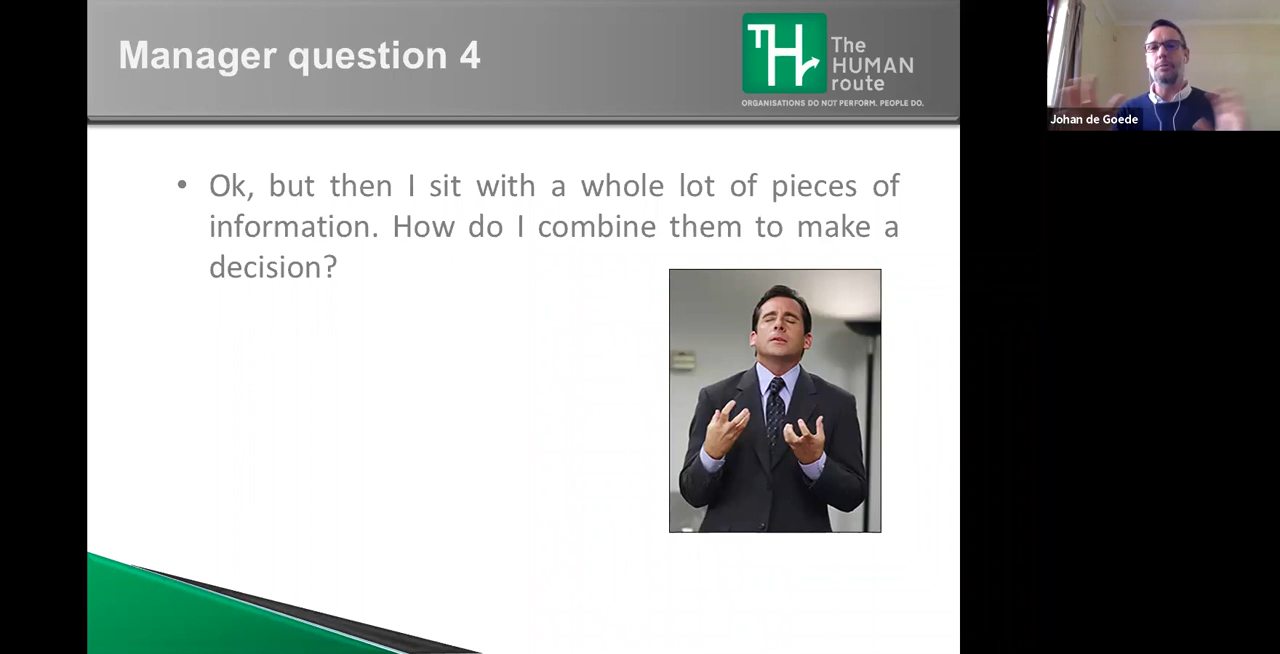 Manager question 4
TH
The
HUMAN
route
ORGANISATIONS DO NOT PERFORM. PEOPLE DO.
Johan de Goede
• Ok, but then I sit with a whole lot of pieces of
information. How do I combine them to make a
decision?